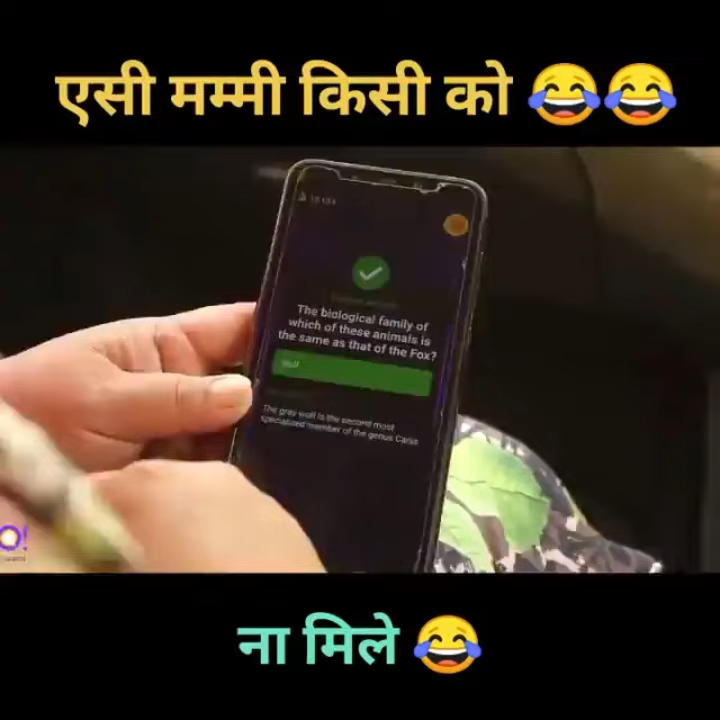 एसी मम्मी किसी को 😂😂
The biological family of
which of these animals is
the same as that of the Fox?
Wolf
The gray wolf is the second most
specialised member of the genus Canis
O!
ना मिले 😂